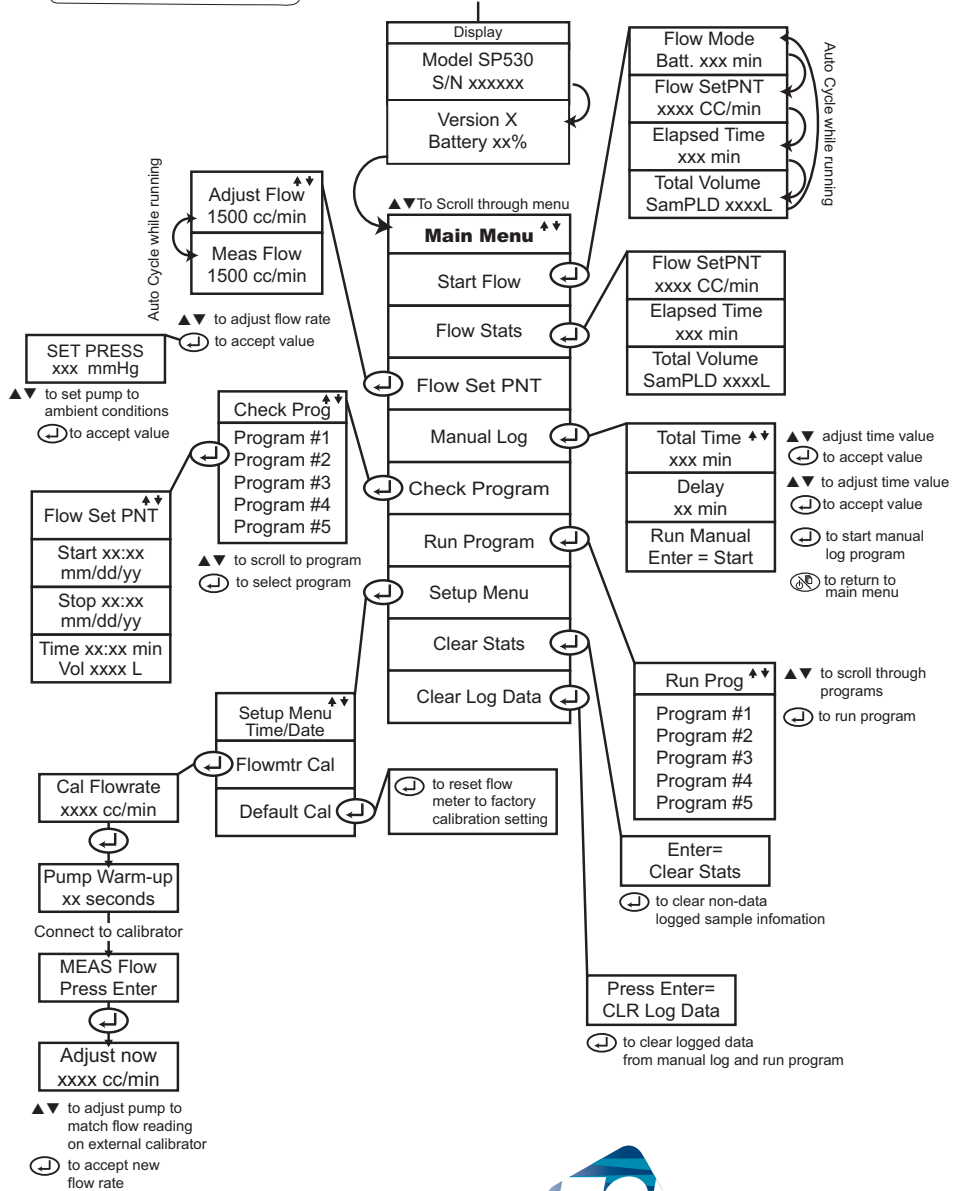 Display
Model SP530
S/N xxxxxx
Version X
Battery xx%
Flow Mode
Batt. xxx min
Flow SetPNT
xxxx CC/min
Elapsed Time
xxx min
Total Volume
SamPLD xxxxL
Auto Cycle while running
Auto Cycle while running
Adjust Flow
1500 cc/min
Meas Flow
1500 cc/min
▲▼ to adjust flow rate
to accept value
SET PRESS
xxx mmHg
▲▼ to set pump to
ambient conditions
to accept value
▲▼To Scroll through menu
Main Menu
Start Flow
Flow Stats
Flow Set PNT
Manual Log
Check Program
Run Program
Setup Menu
Clear Stats
Clear Log Data
Flow SetPNT
xxxx CC/min
Elapsed Time
xxx min
Total Volume
SamPLD xxxxL
Total Time
xxx min
Delay
xx min
Run Manual
Enter = Start
▲▼ adjust time value
to accept value
▲▼ to adjust time value
to accept value
to start manual
log program
to return to
main menu
Check Prog
Program #1
Program #2
Program #3
Program #4
Program #5
▲▼ to scroll to program
to select program
Flow Set PNT
Start xx:xx
mm/dd/yy
Stop xx:xx
mm/dd/yy
Time xx:xx min
Vol xxxx L
Run Prog
Program #1
Program #2
Program #3
Program #4
Program #5
▲▼ to scroll through
programs
to run program
Setup Menu
Time/Date
Flowmtr Cal
Default Cal
to reset flow
meter to factory
calibration setting
Cal Flowrate
xxxx cc/min
Pump Warm-up
xx seconds
Connect to calibrator
MEAS Flow
Press Enter
Adjust now
xxxx cc/min
▲▼ to adjust pump to
match flow reading
on external calibrator
to accept new
flow rate
Enter=
Clear Stats
to clear non-data
logged sample infomation
Press Enter=
CLR Log Data
to clear logged data
from manual log and run program